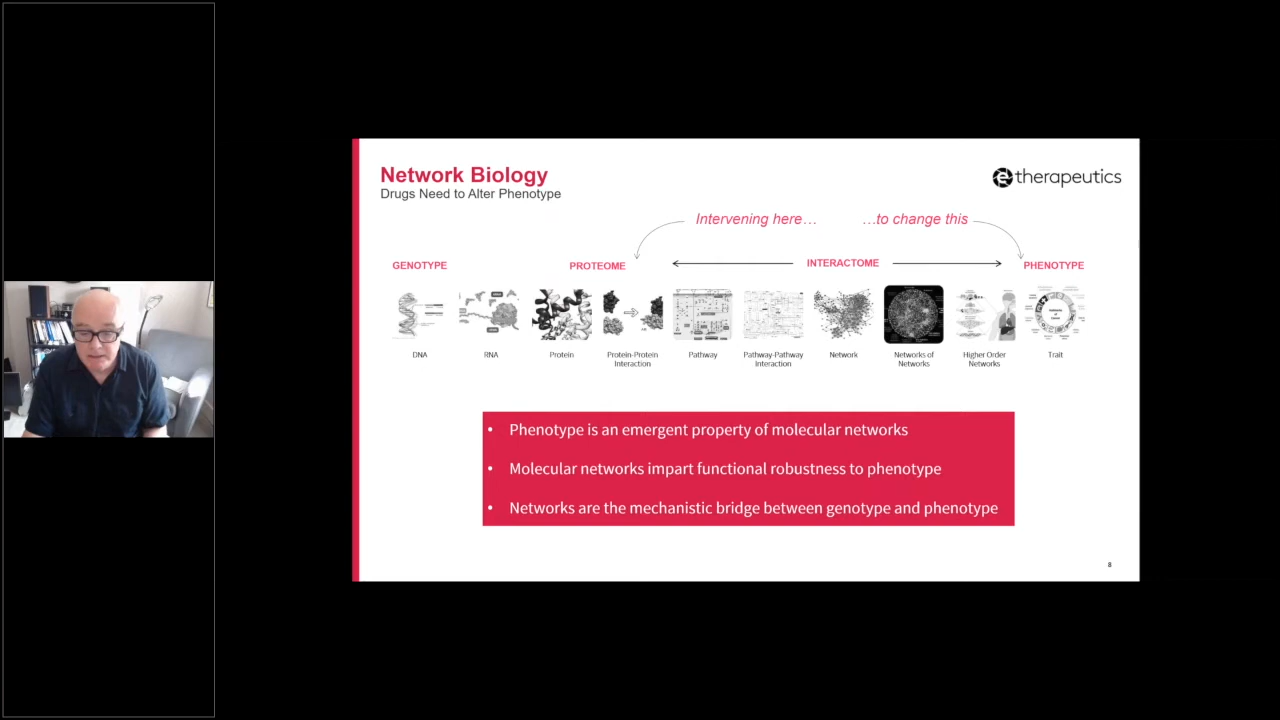 Network Biology
Drugs Need to Alter Phenotype
e therapeutics
Intervening here…
…to change this
GENOTYPE
PROTEOME
INTERACTOME
PHENOTYPE
DNA
RNA
Protein
Protein-Protein
Interaction
Pathway
Pathway-Pathway
Interaction
Network
Networks of
Networks
Higher Order
Networks
Trait
• Phenotype is an emergent property of molecular networks
• Molecular networks impart functional robustness to phenotype
• Networks are the mechanistic bridge between genotype and phenotype
8